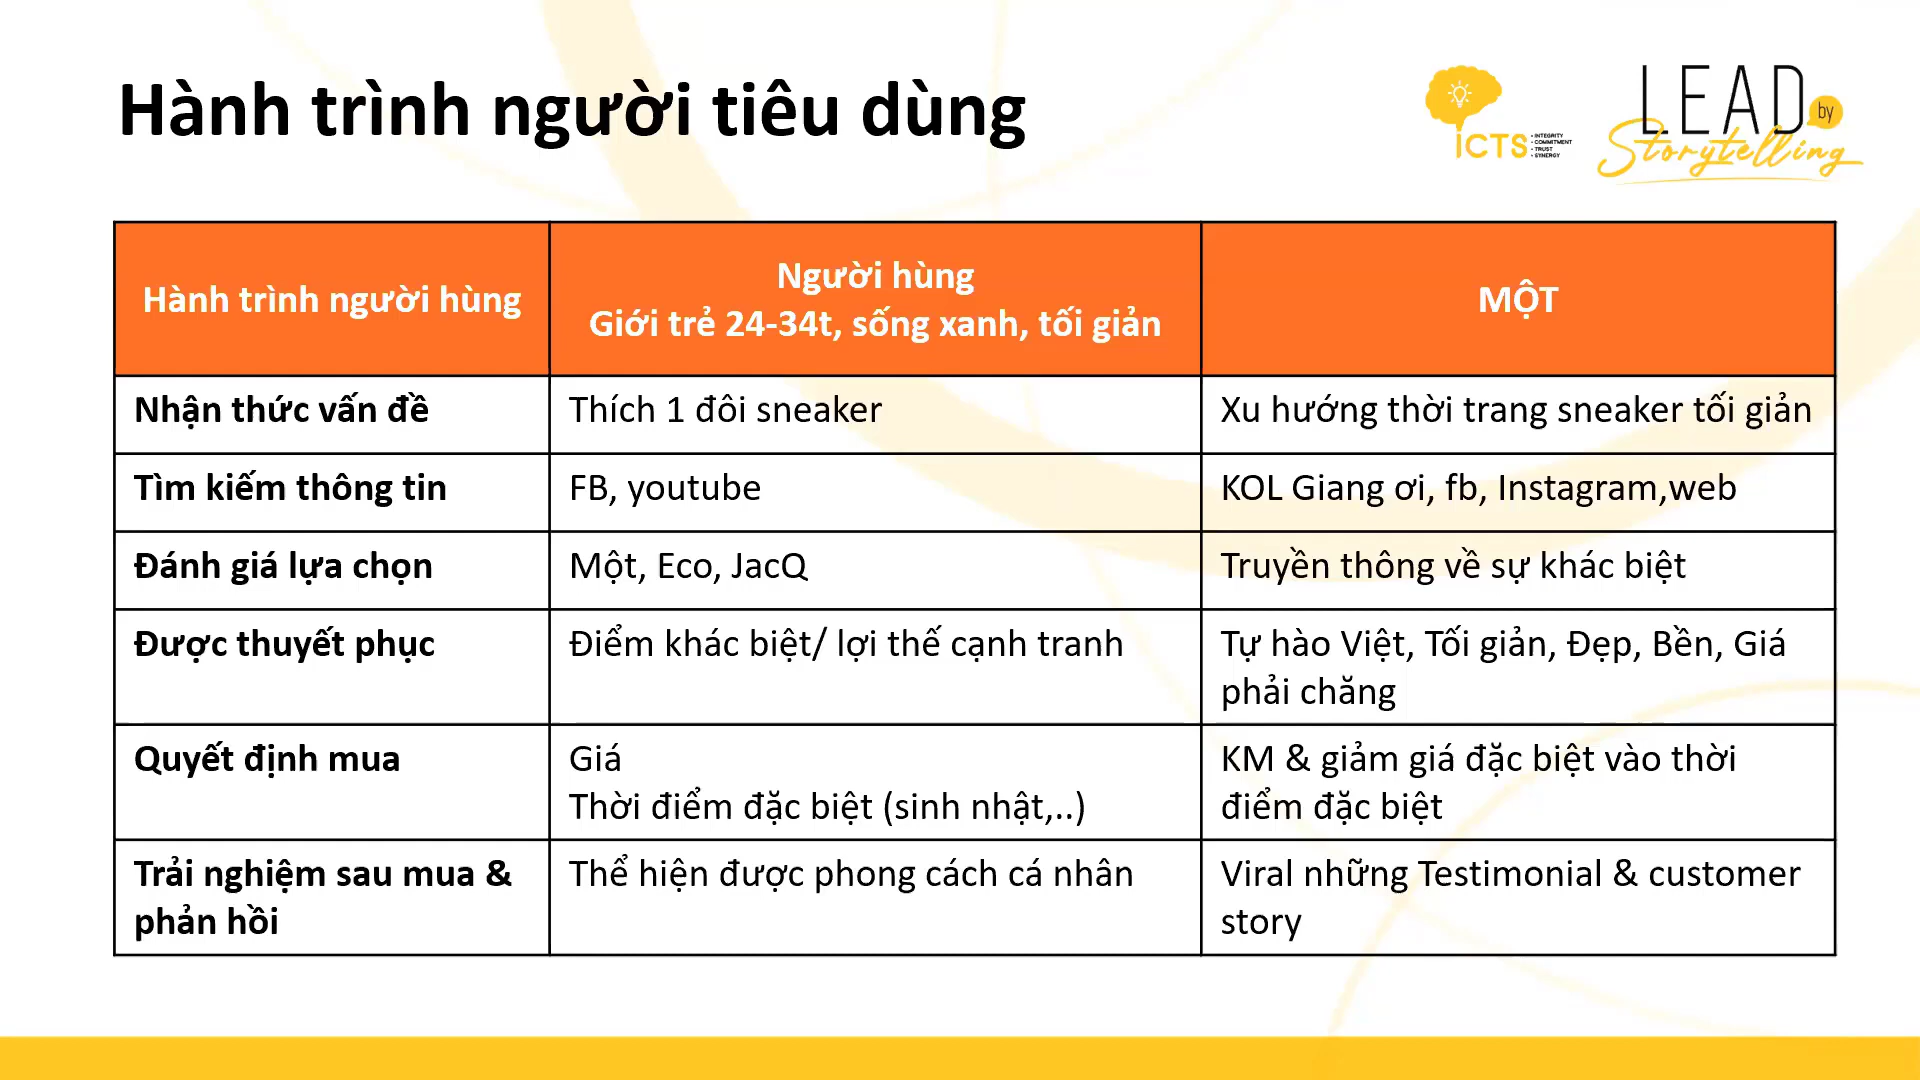 Hành trình người tiêu dùng
iCTS
• INTEGRITY
• COMMITMENT
• TRUST
• SYNERGY
LEAD by
Storytelling
Hành trình người hùng
Người hùng
Giới trẻ 24-34t, sống xanh, tối giản
MỘT
Nhận thức vấn đề
Thích 1 đôi sneaker
Xu hướng thời trang sneaker tối giản
Tìm kiếm thông tin
FB, youtube
KOL Giang ơi, fb, Instagram,web
Đánh giá lựa chọn
Một, Eco, JacQ
Truyền thông về sự khác biệt
Được thuyết phục
Điểm khác biệt/ lợi thế cạnh tranh
Tự hào Việt, Tối giản, Đẹp, Bền, Giá
phải chăng
Quyết định mua
Giá
Thời điểm đặc biệt (sinh nhật,..)
KM & giảm giá đặc biệt vào thời
điểm đặc biệt
Trải nghiệm sau mua &
phản hồi
Thể hiện được phong cách cá nhân
Viral những Testimonial & customer
story